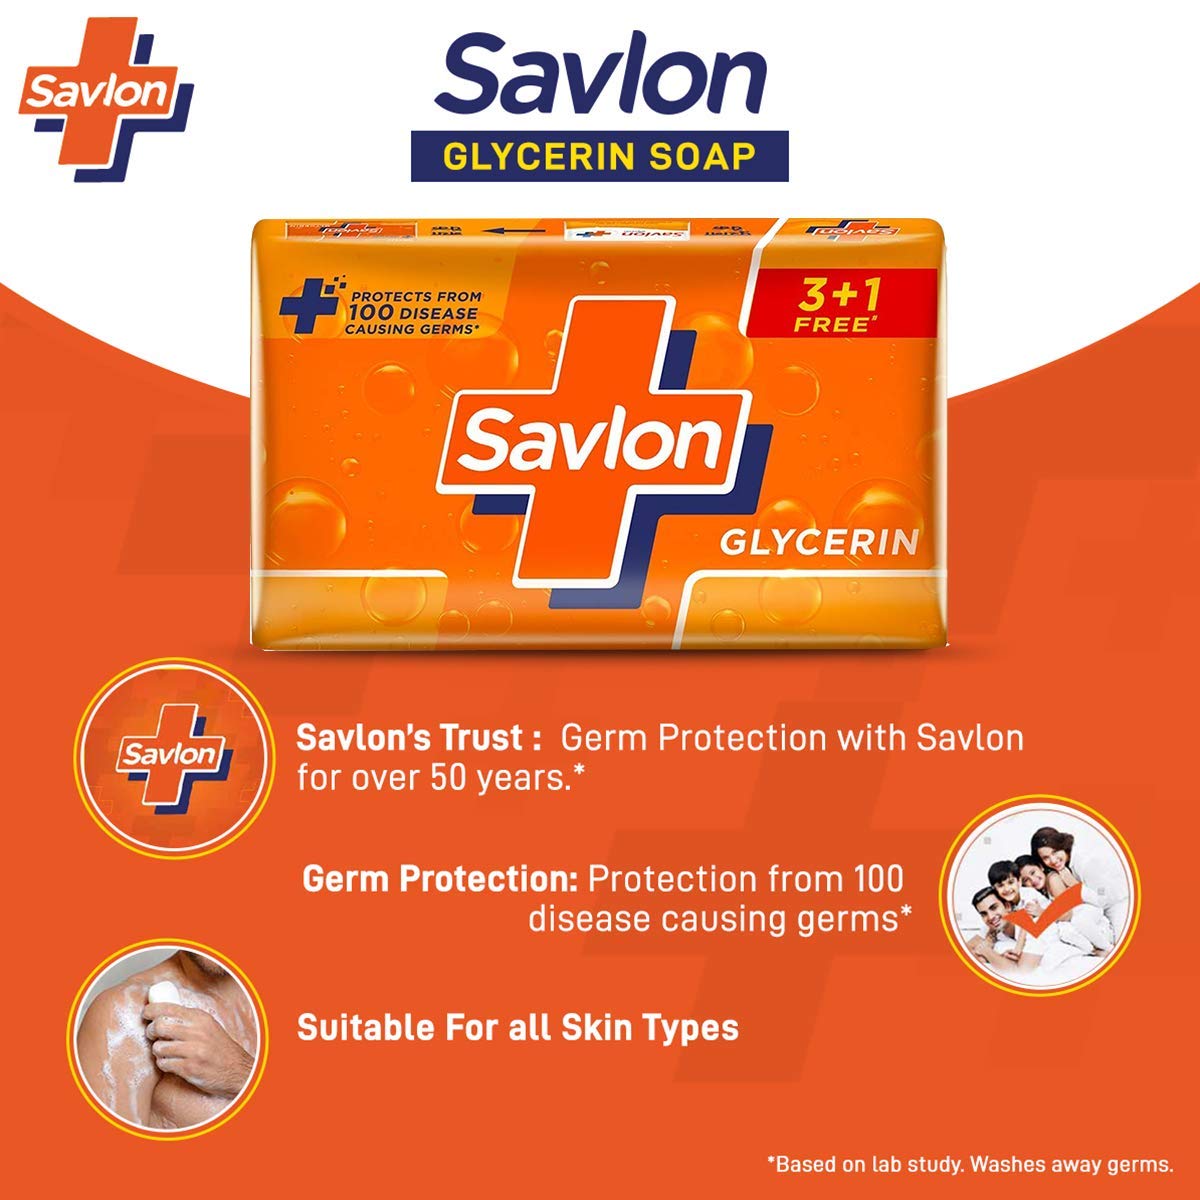 Savlon
Savlon
GLYCERIN SOAP
PROTECTS FROM
100 DISEASE
CAUSING GERMS*
3+1
FREE#
Savlon
GLYCERIN
Savlon
Savlon's Trust : Germ Protection with Savlon
for over 50 years.*
Germ Protection: Protection from 100
disease causing germs*
Suitable For all Skin Types
*Based on lab study. Washes away germs.